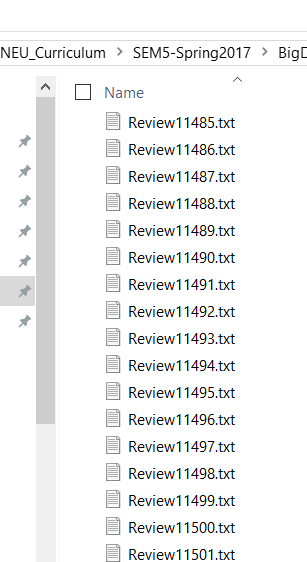 NEU_Curriculum > SEM5-Spring2017 > BigD
Name
Review11485.txt
Review11486.txt
Review11487.txt
Review11488.txt
Review11489.txt
Review11490.txt
Review11491.txt
Review11492.txt
Review11493.txt
Review11494.txt
Review11495.txt
Review11496.txt
Review11497.txt
Review11498.txt
Review11499.txt
Review11500.txt
Review11501.txt